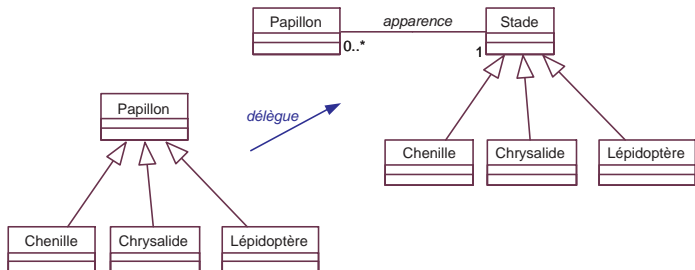 Papillon apparence Stade
0..* 1
Papillon
délègue
Chenille Chrysalide Lépidoptère
Chenille Chrysalide Lépidoptère